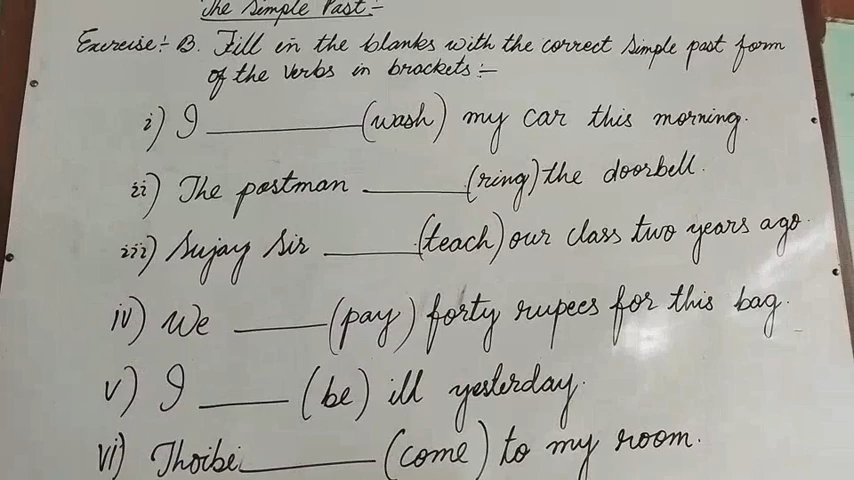 The Simple Past:-
Exercise:- B. Fill in the blanks with the correct simple past form
of the verbs in brackets:-
i) I __________ (wash) my car this morning.
ii) The postman ________ (ring) the doorbell.
iii) Sujay Sir ______ (teach) our class two years ago.
iv) We ______ (pay) forty rupees for this bag.
v) I ______ (be) ill yesterday.
vi) Thoibi _________ (come) to my room.